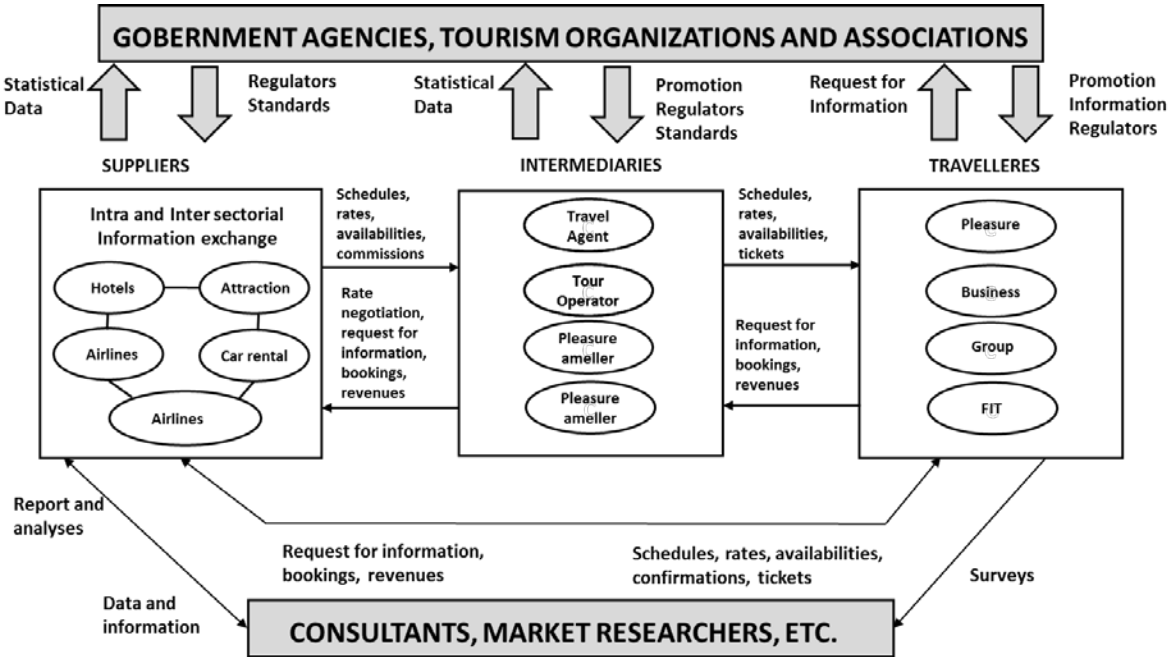 GOBERNMENT AGENCIES, TOURISM ORGANIZATIONS AND ASSOCIATIONS
Statistical
Data
Regulators
Standards
Statistical
Data
Promotion
Regulators
Standards
Request for
Information
Promotion
Information
Regulators
SUPPLIERS
INTERMEDIARIES
TRAVELLERES
Intra and Inter sectorial
Information exchange
Hotels
Attraction
Airlines
Car rental
Airlines
Schedules,
rates,
availabilities,
commissions
Rate
negotiation,
request for
information,
bookings,
revenues
Travel
Agent
Tour
Operator
Pleasure
ameller
Pleasure
ameller
Schedules,
rates,
availabilities,
tickets
Request for
information,
bookings,
revenues
Pleasure
Business
Group
FIT
Report and
analyses
Request for information,
bookings, revenues
Schedules, rates, availabilities,
confirmations, tickets
Surveys
Data and
information
CONSULTANTS, MARKET RESEARCHERS, ETC.